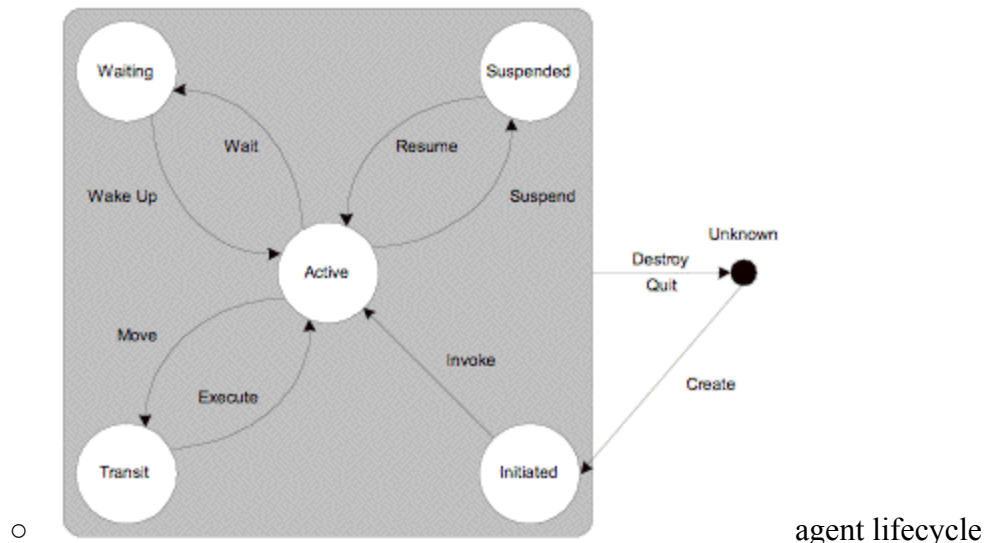 Waiting
Suspended
Wait
Resume
Wake Up
Suspend
Unknown
Active
Destroy
Quit
Move
Invoke
Execute
Create
Transit
Initiated
○ agent lifecycle